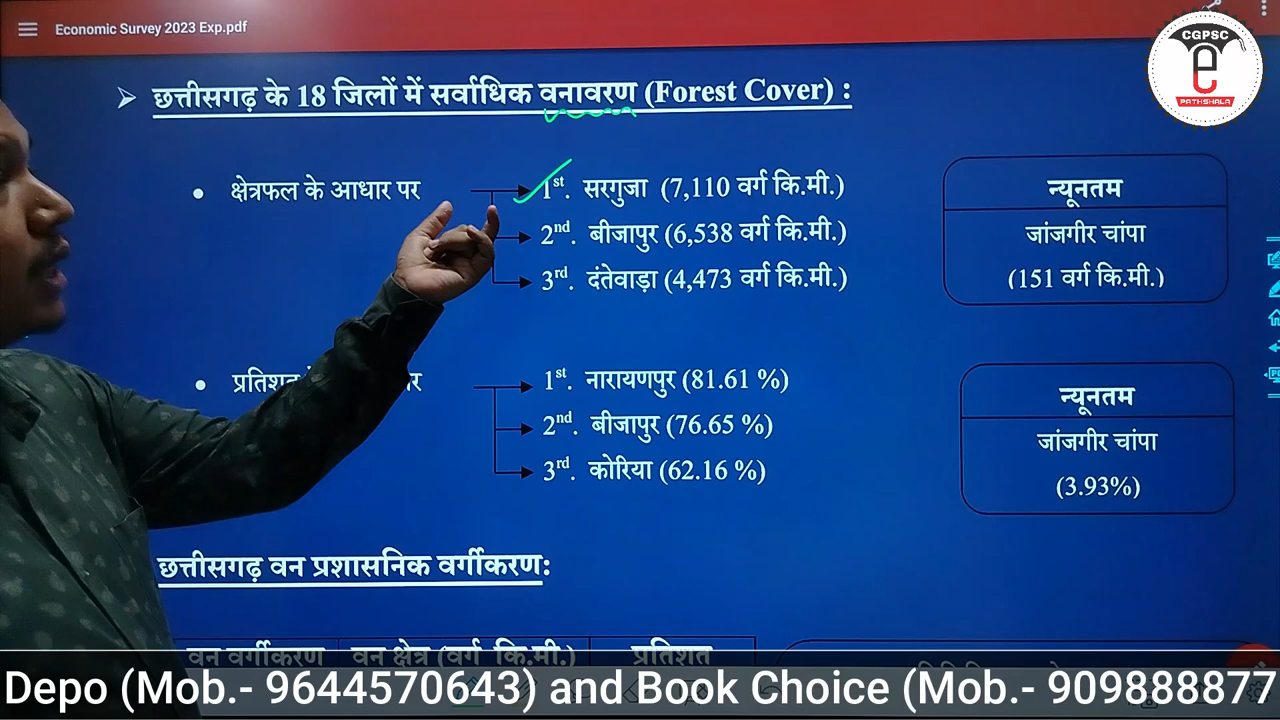 Economic Survey 2023 Exp.pdf
CGPSC
e
PATHSHALA
➢ छत्तीसगढ़ के 18 जिलों में सर्वाधिक वनावरण (Forest Cover) :
• क्षेत्रफल के आधार पर
1st. सरगुजा (7,110 वर्ग कि.मी.)
2nd. बीजापुर (6,538 वर्ग कि.मी.)
3rd. दंतेवाड़ा (4,473 वर्ग कि.मी.)
न्यूनतम
जांजगीर चांपा
(151 वर्ग कि.मी.)
• प्रतिशत
1st. नारायणपुर (81.61 %)
2nd. बीजापुर (76.65 %)
3rd. कोरिया (62.16 %)
न्यूनतम
जांजगीर चांपा
(3.93%)
छत्तीसगढ़ वन प्रशासनिक वर्गीकरण:
वन वर्गीकरण वन क्षेत्र (वर्ग कि.मी.) प्रतिशत
Depo (Mob.- 9644570643) and Book Choice (Mob.- 909888877